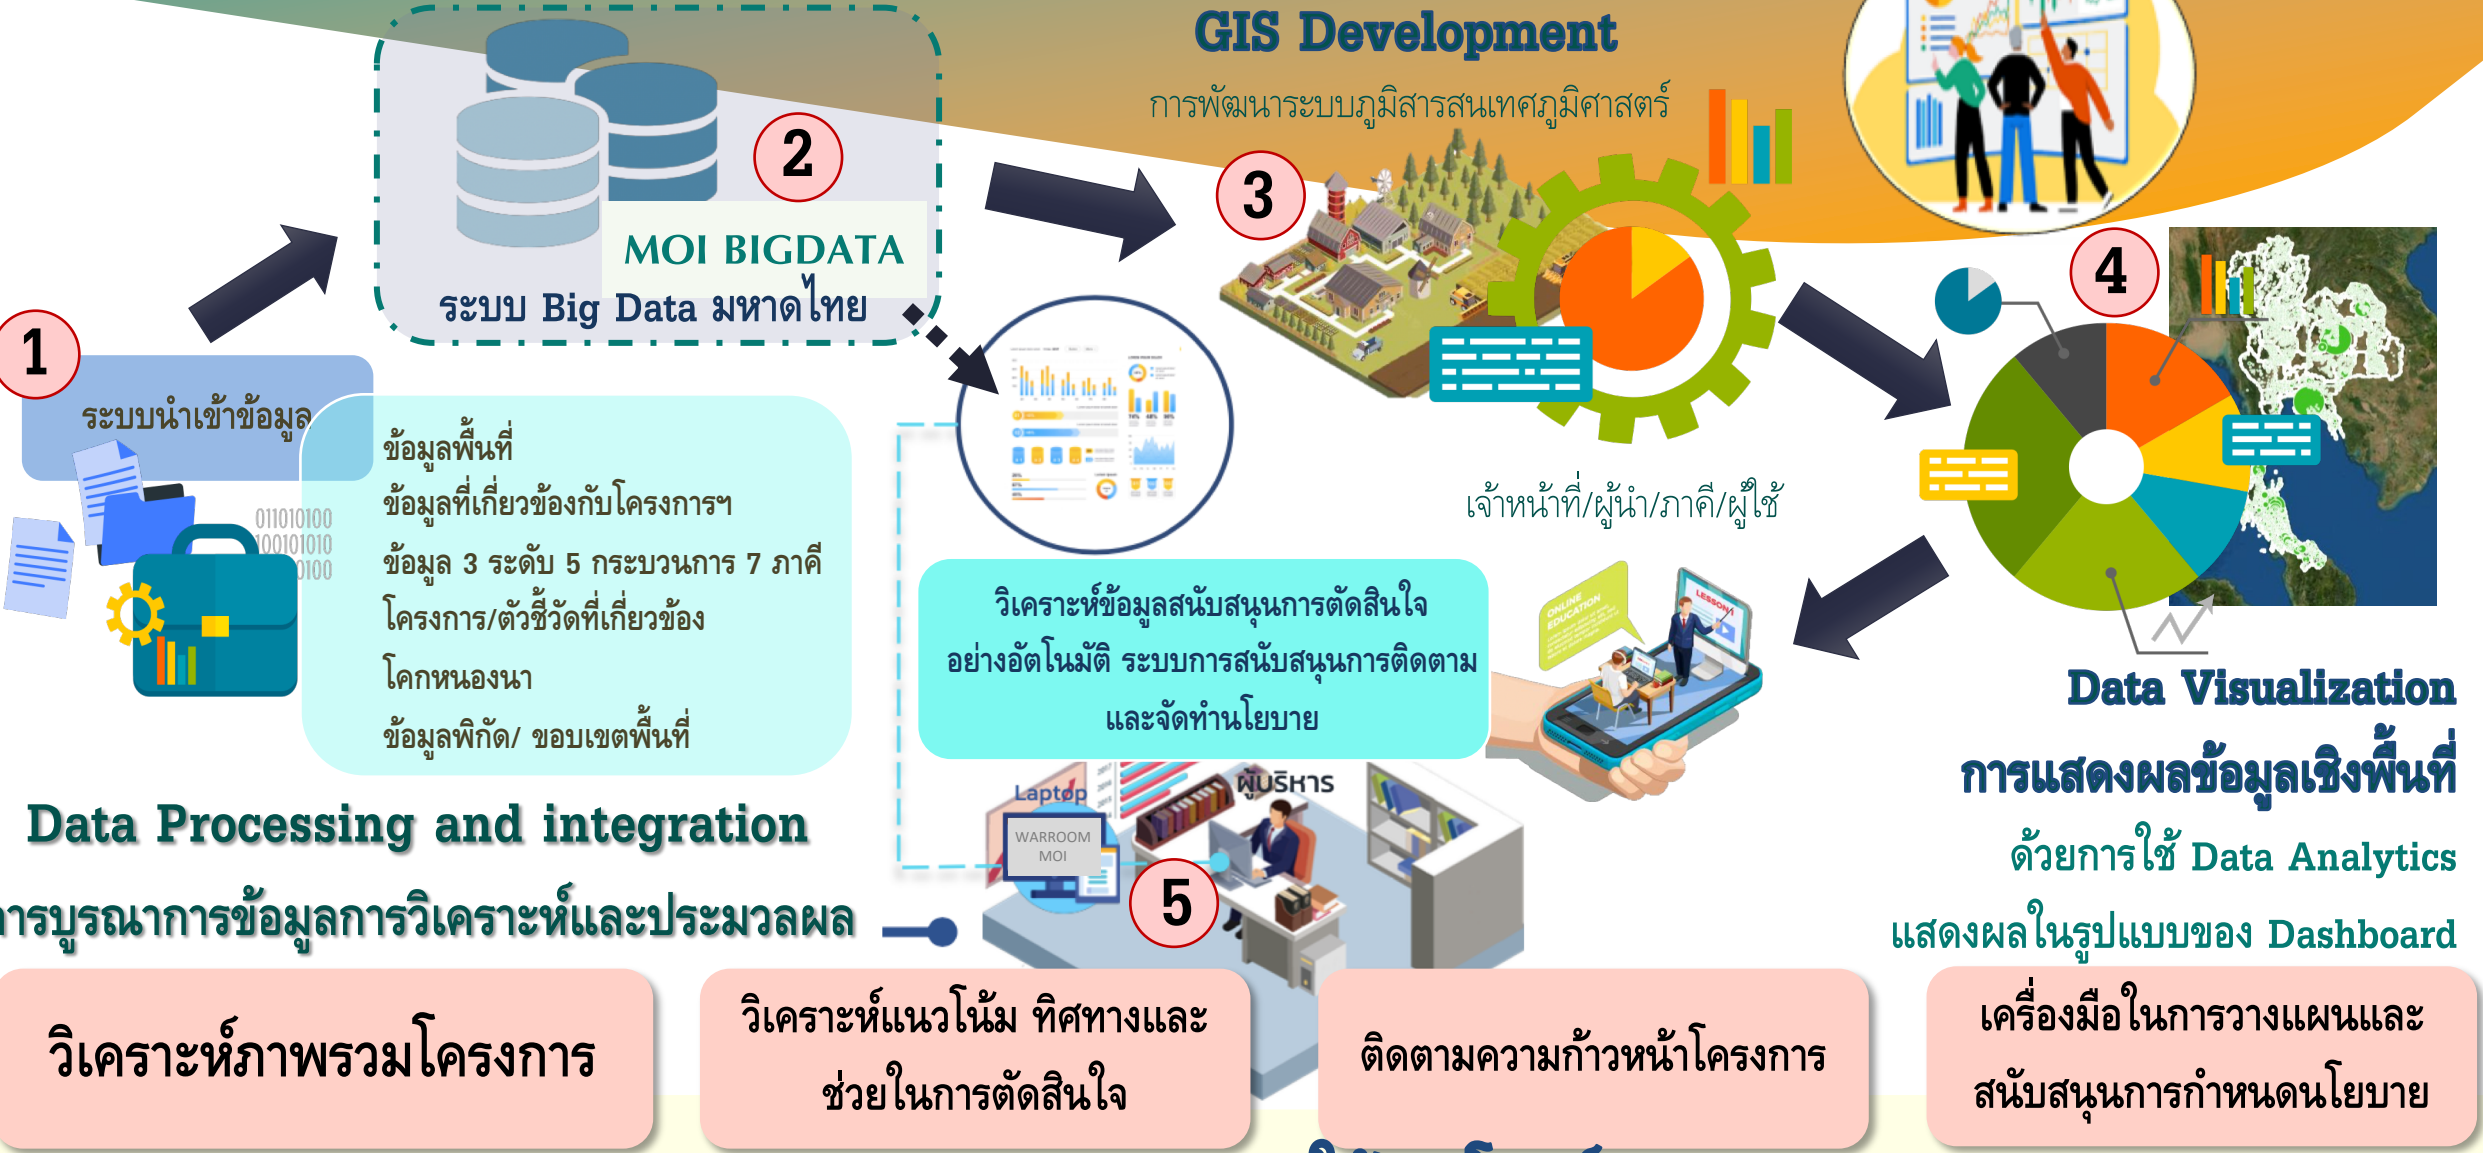 GIS Development
การพัฒนาระบบภูมิสารสนเทศภูมิศาสตร์
2
MOI BIGDATA
ระบบ Big Data มหาดไทย
3
4
1
ระบบนำเข้าข้อมูล
ข้อมูลพื้นที่
ข้อมูลที่เกี่ยวข้องกับโครงการฯ
ข้อมูล 3 ระดับ 5 กระบวนการ 7 ภาคี
โครงการ/ตัวชี้วัดที่เกี่ยวข้อง
โคกหนองนา
ข้อมูลพิกัด/ ขอบเขตพื้นที่
011010100
100101010
0100
เจ้าหน้าที่/ผู้นำ/ภาคี/ผู้ใช้
ONLINE
EDUCATION
LESSON
วิเคราะห์ข้อมูลสนับสนุนการตัดสินใจ
อย่างอัตโนมัติ ระบบการสนับสนุนการติดตาม
และจัดทำนโยบาย
Data Visualization
การแสดงผลข้อมูลเชิงพื้นที่
ด้วยการใช้ Data Analytics
แสดงผลในรูปแบบของ Dashboard
Laptop
ผู้บริหาร
WARROOM
MOI
5
Data Processing and integration
การบูรณาการข้อมูลการวิเคราะห์และประมวลผล
วิเคราะห์ภาพรวมโครงการ
วิเคราะห์แนวโน้ม ทิศทางและ
ช่วยในการตัดสินใจ
ติดตามความก้าวหน้าโครงการ
เครื่องมือในการวางแผนและ
สนับสนุนการกำหนดนโยบาย